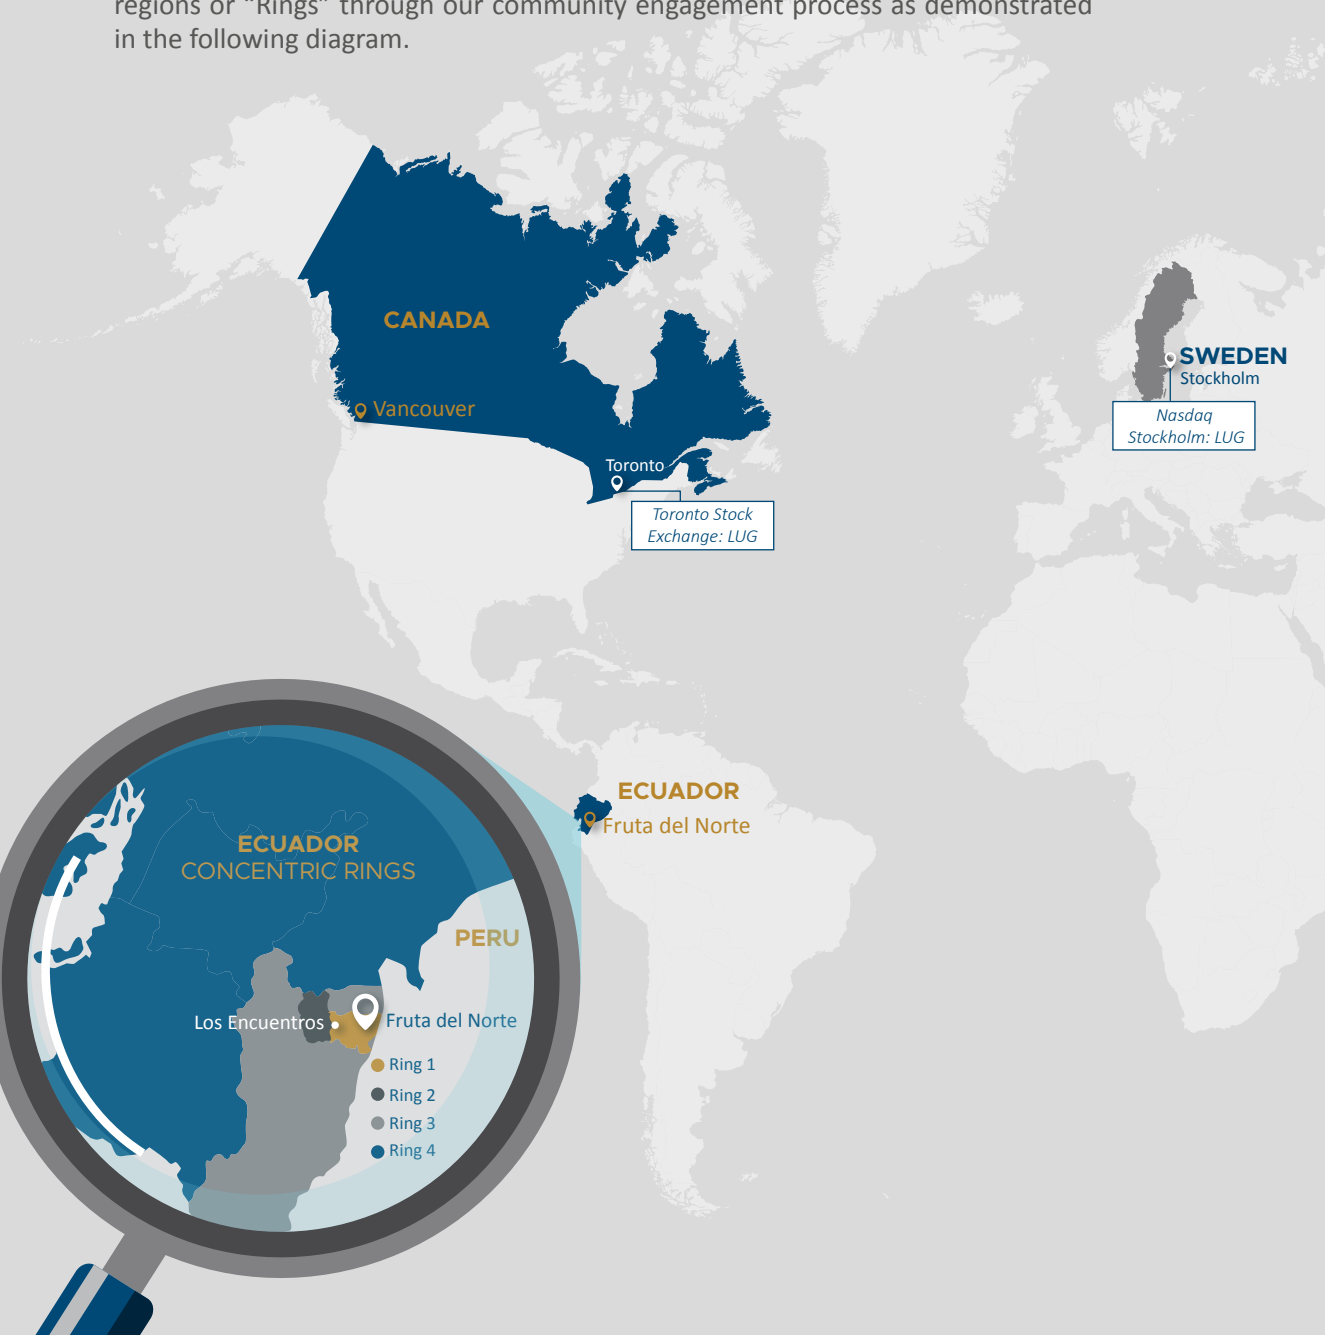 regions or “Rings” through our community engagement process as demonstrated
in the following diagram.
CANADA
Vancouver
Toronto
Toronto Stock
Exchange: LUG
SWEDEN
Stockholm
Nasdaq
Stockholm: LUG
ECUADOR
Fruta del Norte
ECUADOR
CONCENTRIC RINGS
PERU
Los Encuentros
Fruta del Norte
Ring 1
Ring 2
Ring 3
Ring 4